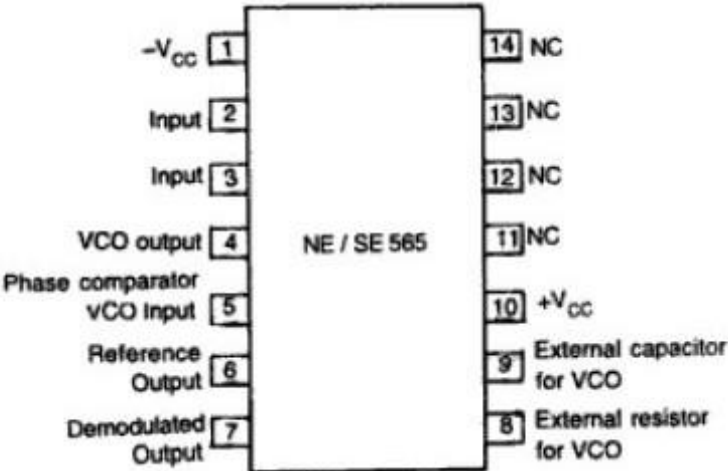 −V_CC 1
14 NC
Input 2
13 NC
Input 3
12 NC
VCO output 4
NE / SE 565
11 NC
Phase comparator
VCO Input 5
10 +V_CC
Reference
Output 6
9 External capacitor
for VCO
Demodulated
Output 7
8 External resistor
for VCO